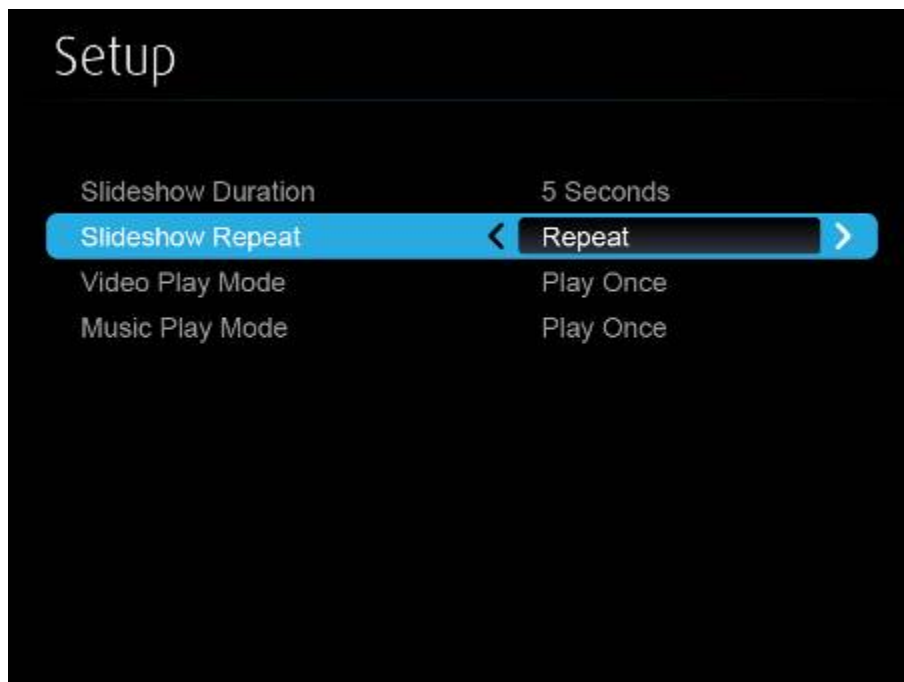 Setup
Slideshow Duration 5 Seconds
Slideshow Repeat Repeat
Video Play Mode Play Once
Music Play Mode Play Once